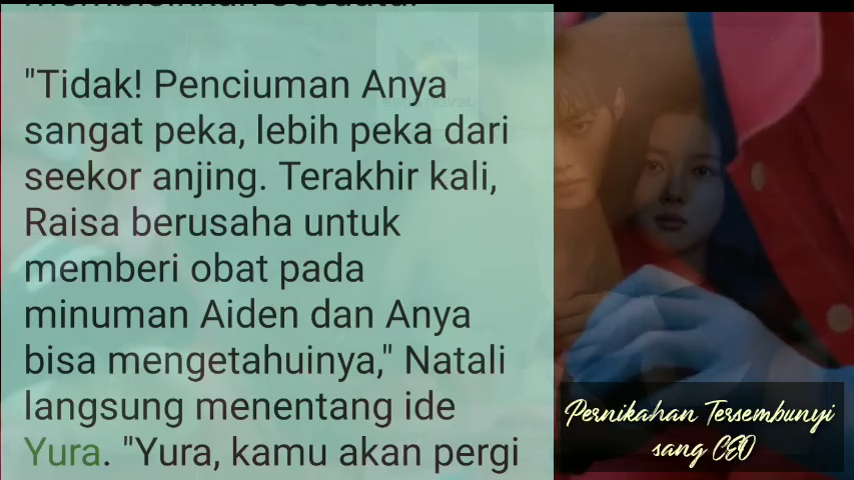 "Tidak! Penciuman Anya
sangat peka, lebih peka dari
seekor anjing. Terakhir kali,
Raisa berusaha untuk
memberi obat pada
minuman Aiden dan Anya
bisa mengetahuinya," Natali
langsung menentang ide
Yura. "Yura, kamu akan pergi
Pernikahan Tersembunyi
sang CEO